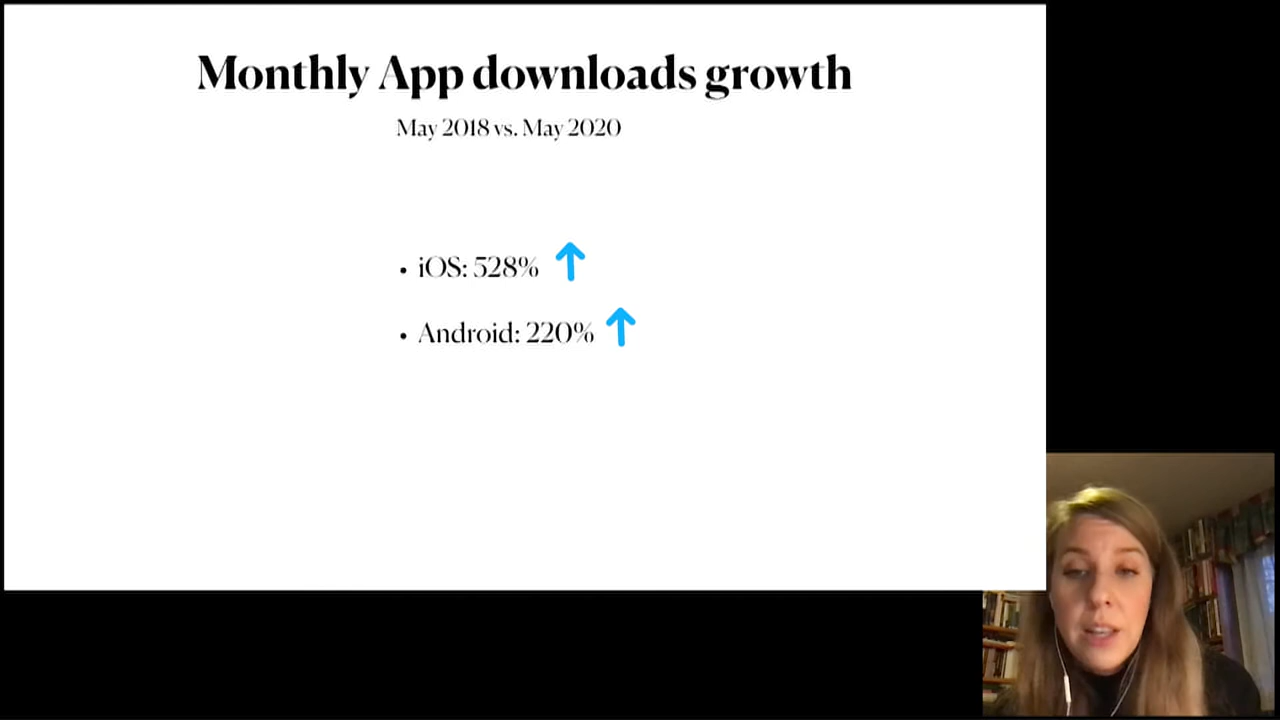 Monthly App downloads growth
May 2018 vs. May 2020
• iOS: 528%
• Android: 220%